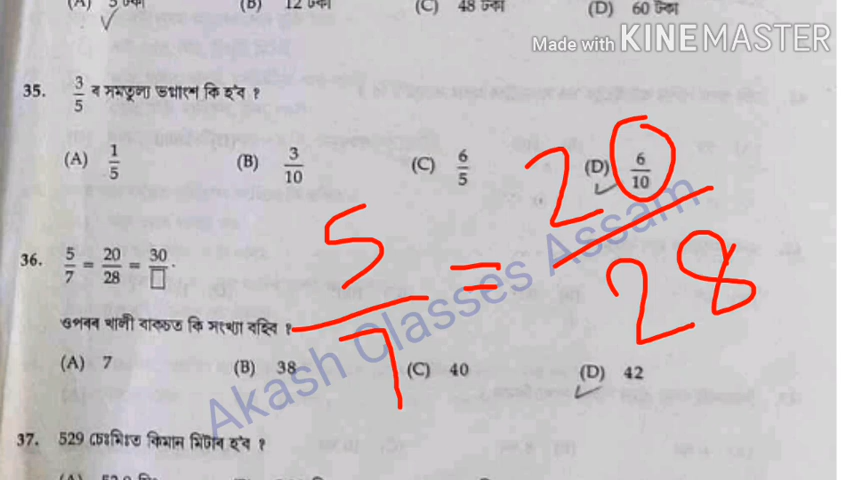 (A) 3 টকা (B) 12 টকা (C) 48 টকা (D) 60 টকা
Made with KINEMASTER
35. 3/5 ৰ সমতুল্য ভগ্নাংশ কি হ'ব ?
(A) 1/5 (B) 3/10 (C) 6/5 (D) 6/10
36. 5/7 = 20/28 = 30/□.
5/7 = 20/28
ওপৰৰ খালী বাকচত কি সংখ্যা বহিব ?
(A) 7 (B) 38 (C) 40 (D) 42
Akash Classes Assam
37. 529 চেঃমিঃত কিমান মিটাৰ হ'ব ?